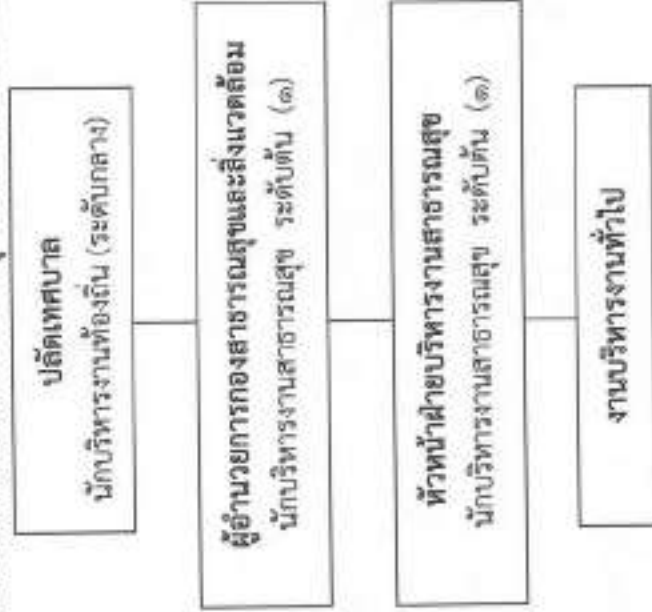 ปลัดเทศบาล
นักบริหารงานท้องถิ่น (ระดับกลาง)
ผู้อำนวยการกองสาธารณสุขและสิ่งแวดล้อม
นักบริหารงานสาธารณสุข ระดับต้น (๑)
หัวหน้าฝ่ายบริหารงานสาธารณสุข
นักบริหารงานสาธารณสุข ระดับต้น (๑)
งานบริหารงานทั่วไป